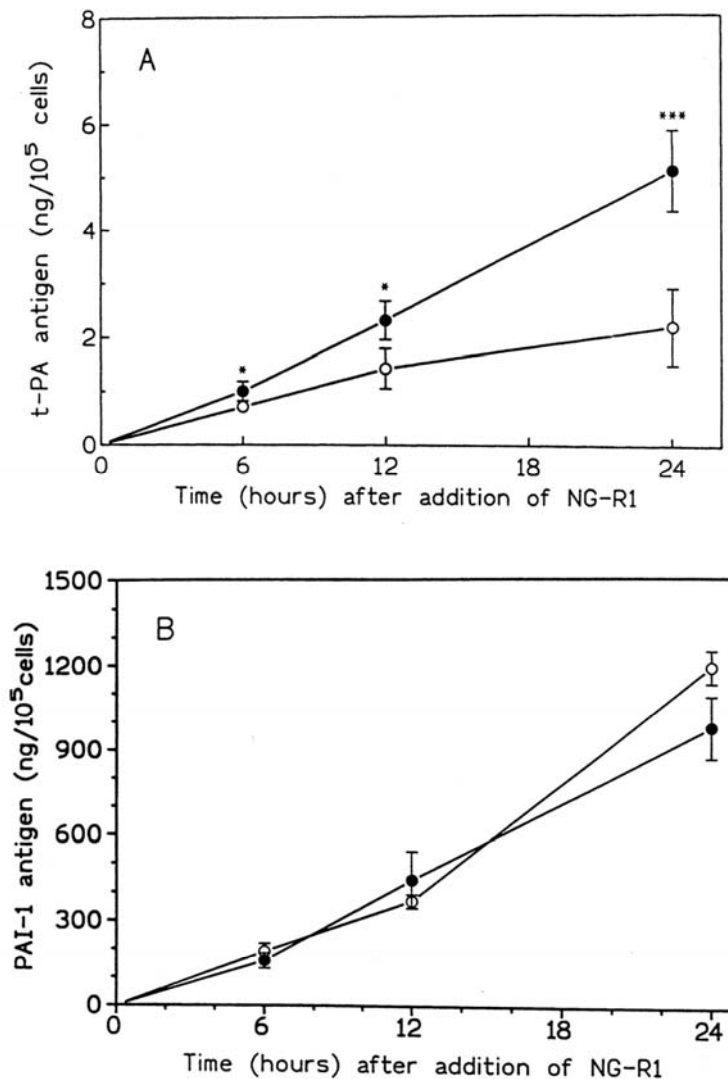 8
A
6
4
2
0
t-PA antigen (ng/10⁵ cells)
*
*
***
0 6 12 18 24
Time (hours) after addition of NG-R1
1500
B
1200
900
600
300
0
PAI-1 antigen (ng/10⁵cells)
0 6 12 18 24
Time (hours) after addition of NG-R1